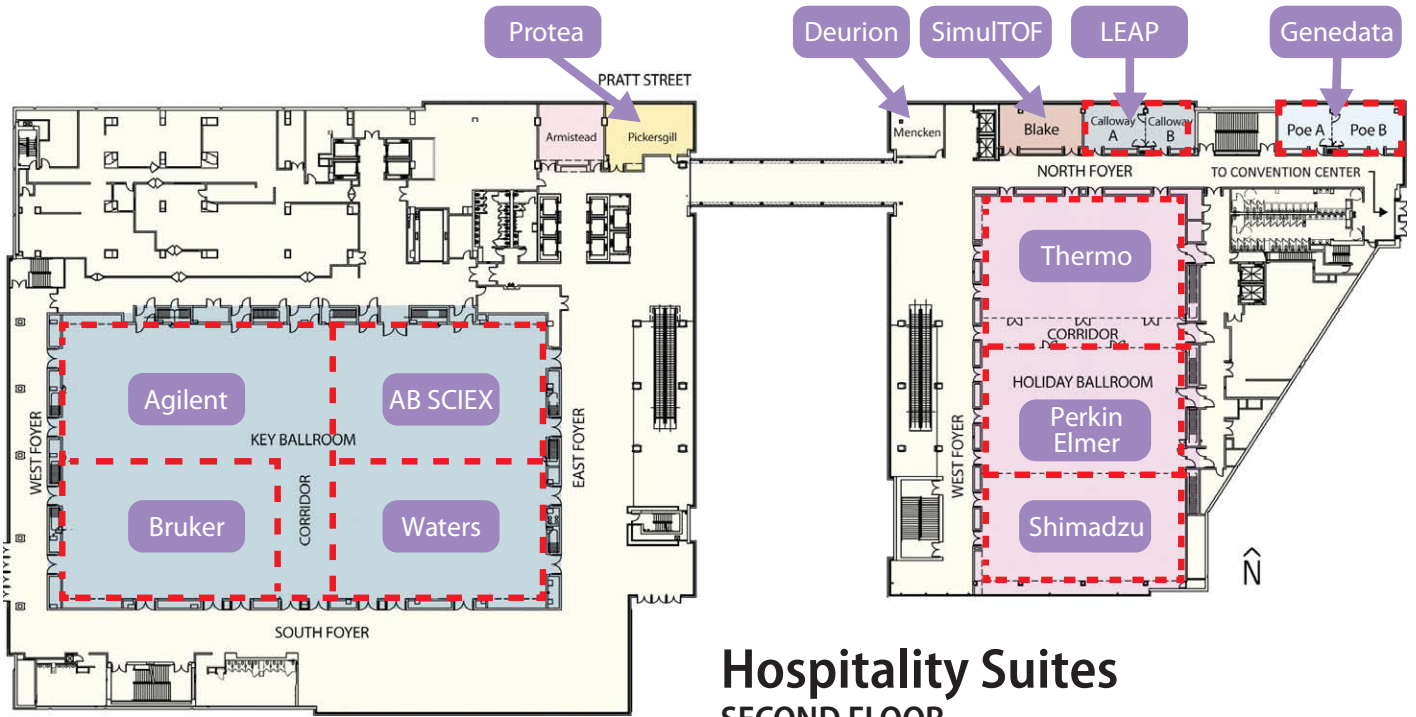 Protea
Deurion
SimulTOF
LEAP
Genedata
PRATT STREET
Armistead
Pickersgill
Mencken
Blake
Calloway
A
Calloway
B
Poe A
Poe B
NORTH FOYER
TO CONVENTION CENTER
Thermo
CORRIDOR
HOLIDAY BALLROOM
Perkin
Elmer
Shimadzu
WEST FOYER
Agilent
AB SCIEX
KEY BALLROOM
WEST FOYER
EAST FOYER
Bruker
CORRIDOR
Waters
SOUTH FOYER
N
Hospitality Suites
SECOND FLOOR